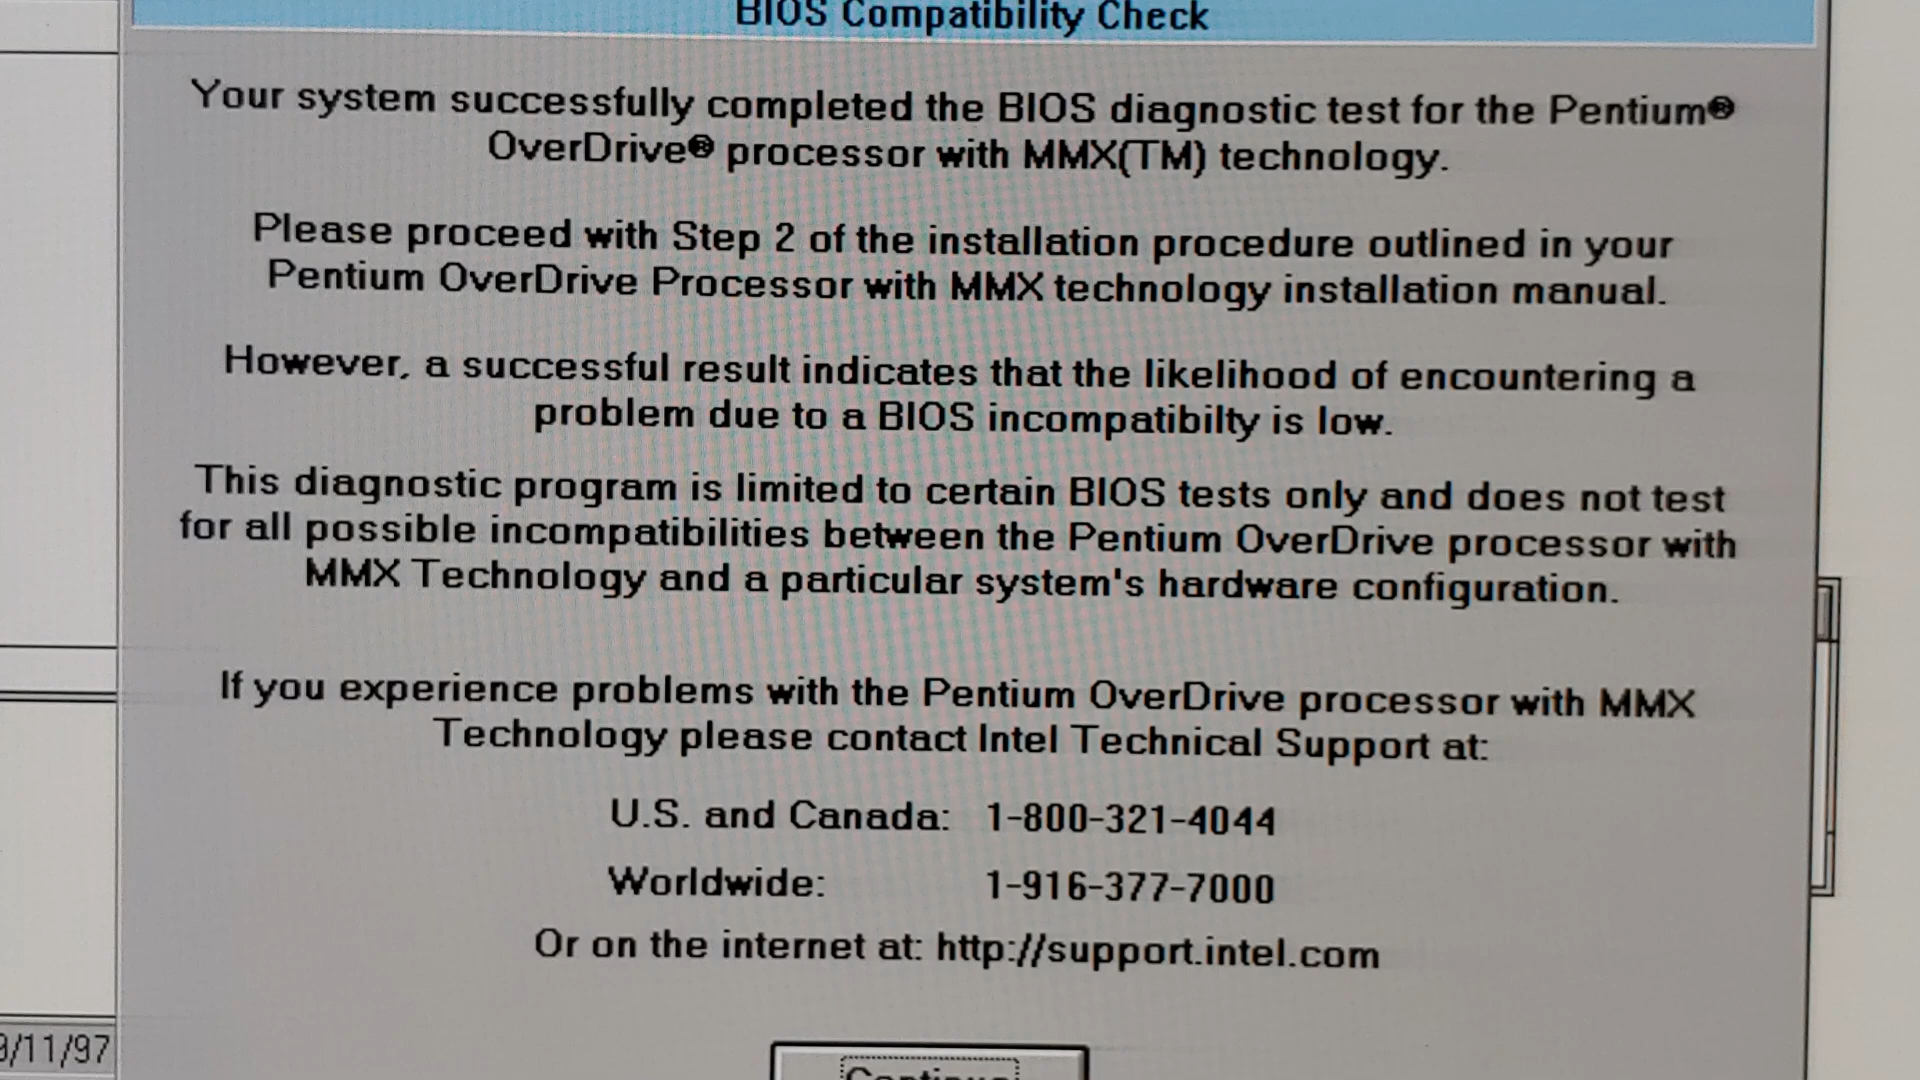 BIOS Compatibility Check
Your system successfully completed the BIOS diagnostic test for the Pentium®
OverDrive® processor with MMX(TM) technology.
Please proceed with Step 2 of the installation procedure outlined in your
Pentium OverDrive Processor with MMX technology installation manual.
However, a successful result indicates that the likelihood of encountering a
problem due to a BIOS incompatibilty is low.
This diagnostic program is limited to certain BIOS tests only and does not test
for all possible incompatibilities between the Pentium OverDrive processor with
MMX Technology and a particular system's hardware configuration.
If you experience problems with the Pentium OverDrive processor with MMX
Technology please contact Intel Technical Support at:
U.S. and Canada: 1-800-321-4044
Worldwide: 1-916-377-7000
Or on the internet at: http://support.intel.com
/11/97
Continue